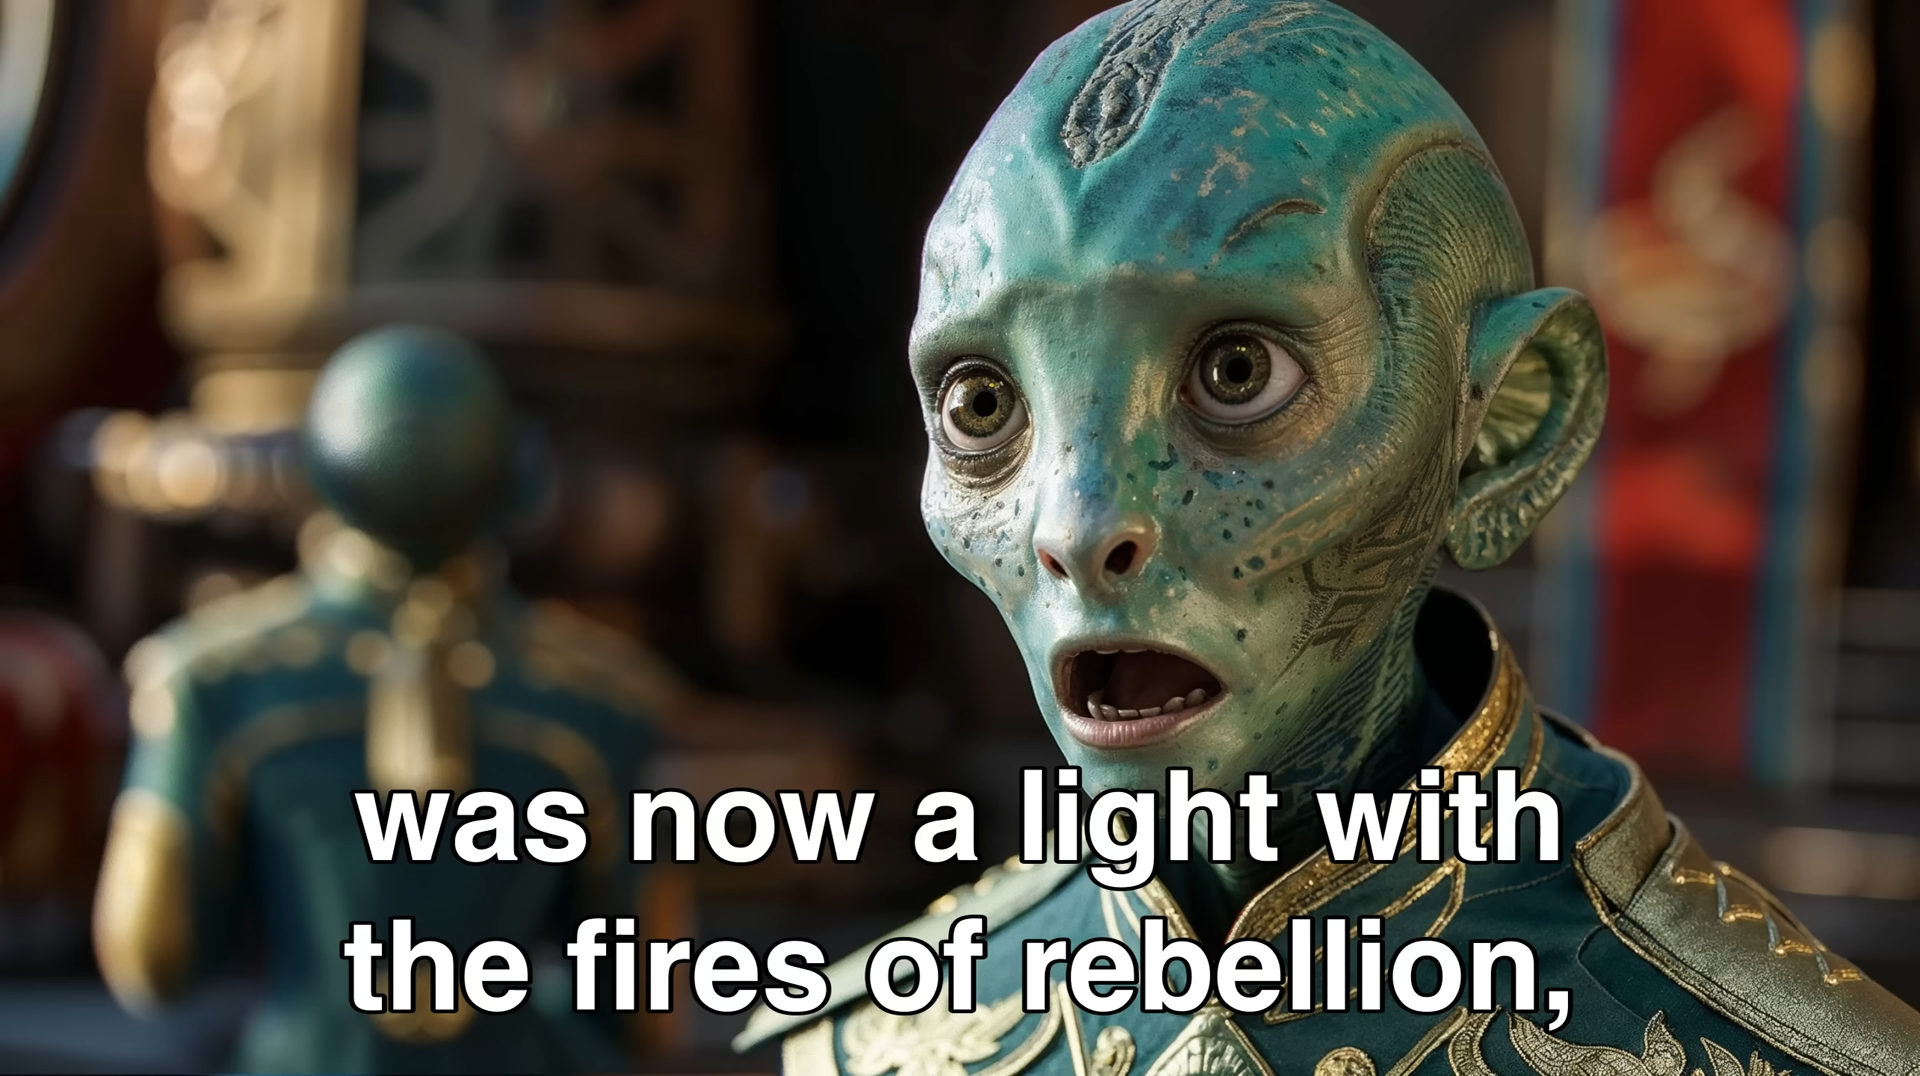 was now a light with
the fires of rebellion,